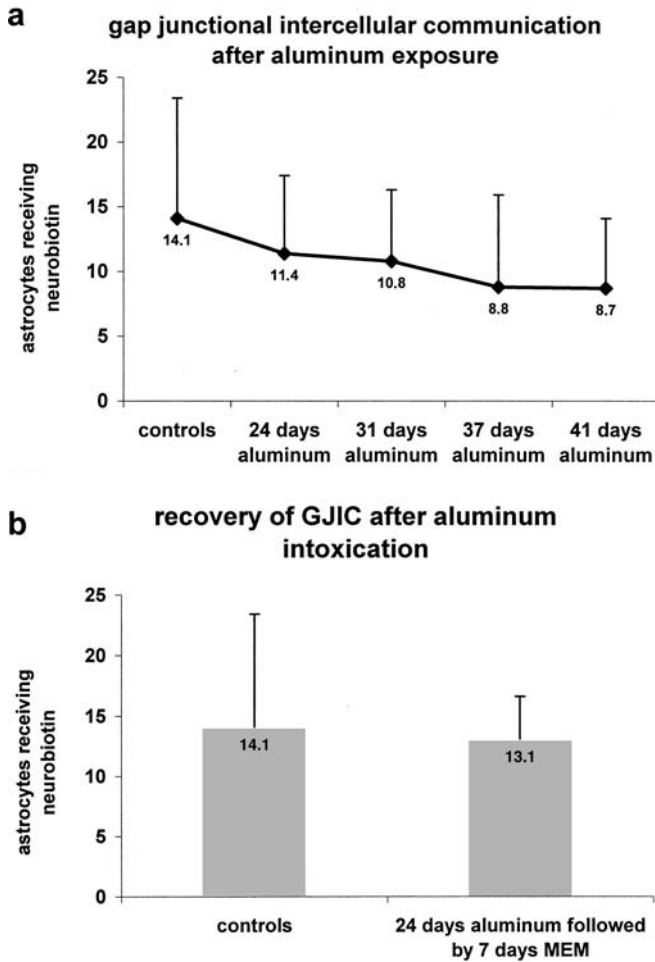 a
gap junctional intercellular communication
after aluminum exposure
astrocytes receiving
neurobiotin
25
20
15
10
5
0
14.1
11.4
10.8
8.8
8.7
controls
24 days
aluminum
31 days
aluminum
37 days
aluminum
41 days
aluminum
b
recovery of GJIC after aluminum
intoxication
astrocytes receiving
neurobiotin
25
20
15
10
5
0
14.1
13.1
controls
24 days aluminum followed
by 7 days MEM